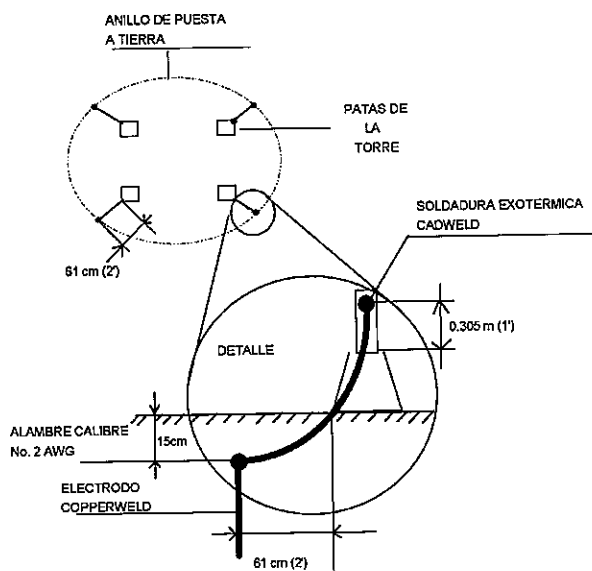 ANILLO DE PUESTA
A TIERRA
PATAS DE
LA
TORRE
SOLDADURA EXOTERMICA
CADWELD
61 cm (2')
0.305 m (1')
DETALLE
15cm
ALAMBRE CALIBRE
No. 2 AWG
ELECTRODO
COPPERWELD
61 cm (2')